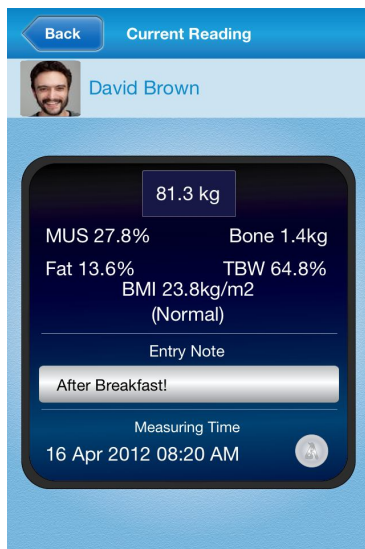 Back Current Reading
David Brown
81.3 kg
MUS 27.8% Bone 1.4kg
Fat 13.6% TBW 64.8%
BMI 23.8kg/m2
(Normal)
Entry Note
After Breakfast!
Measuring Time
16 Apr 2012 08:20 AM